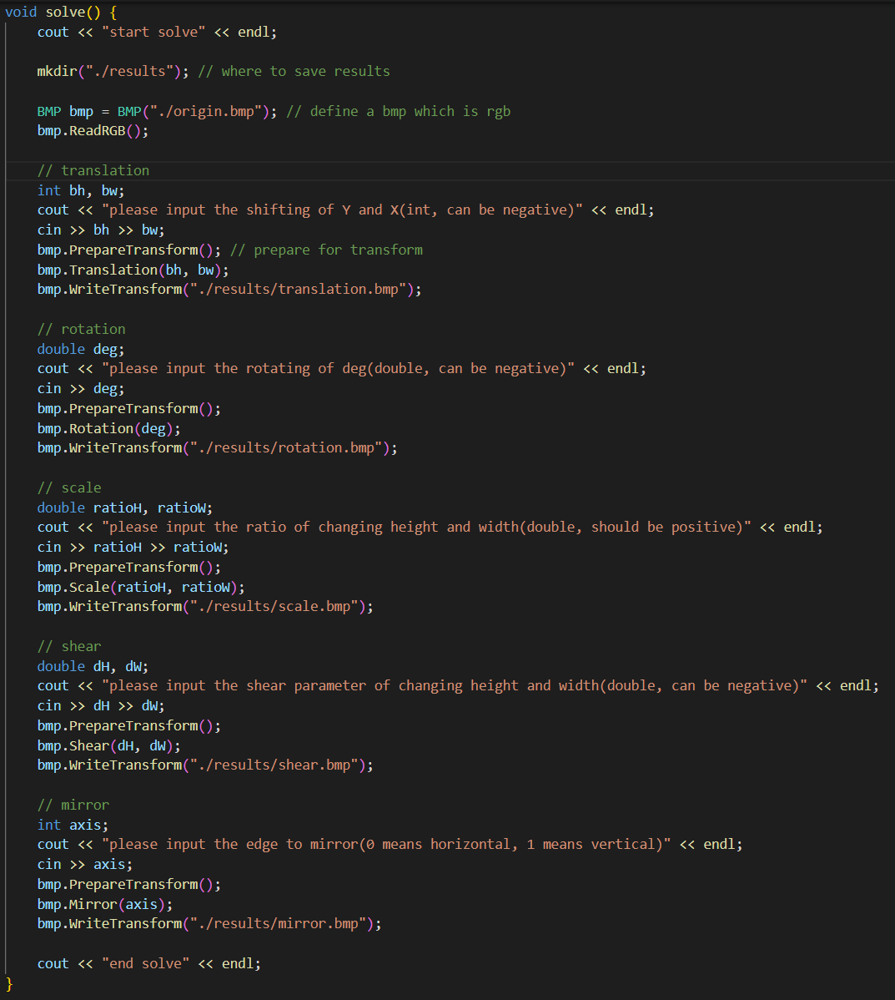 void solve() {
    cout << "start solve" << endl;
    mkdir("./results"); // where to save results
    BMP bmp = BMP("./origin.bmp"); // define a bmp which is rgb
    bmp.ReadRGB();
    // translation
    int bh, bw;
    cout << "please input the shifting of Y and X(int, can be negative)" << endl;
    cin >> bh >> bw;
    bmp.PrepareTransform(); // prepare for transform
    bmp.Translation(bh, bw);
    bmp.WriteTransform("./results/translation.bmp");
    // rotation
    double deg;
    cout << "please input the rotating of deg(double, can be negative)" << endl;
    cin >> deg;
    bmp.PrepareTransform();
    bmp.Rotation(deg);
    bmp.WriteTransform("./results/rotation.bmp");
    // scale
    double ratioH, ratioW;
    cout << "please input the ratio of changing height and width(double, should be positive)" << endl;
    cin >> ratioH >> ratioW;
    bmp.PrepareTransform();
    bmp.Scale(ratioH, ratioW);
    bmp.WriteTransform("./results/scale.bmp");
    // shear
    double dH, dW;
    cout << "please input the shear parameter of changing height and width(double, can be negative)" << endl;
    cin >> dH >> dW;
    bmp.PrepareTransform();
    bmp.Shear(dH, dW);
    bmp.WriteTransform("./results/shear.bmp");
    // mirror
    int axis;
    cout << "please input the edge to mirror(0 means horizontal, 1 means vertical)" << endl;
    cin >> axis;
    bmp.PrepareTransform();
    bmp.Mirror(axis);
    bmp.WriteTransform("./results/mirror.bmp");
    cout << "end solve" << endl;
}